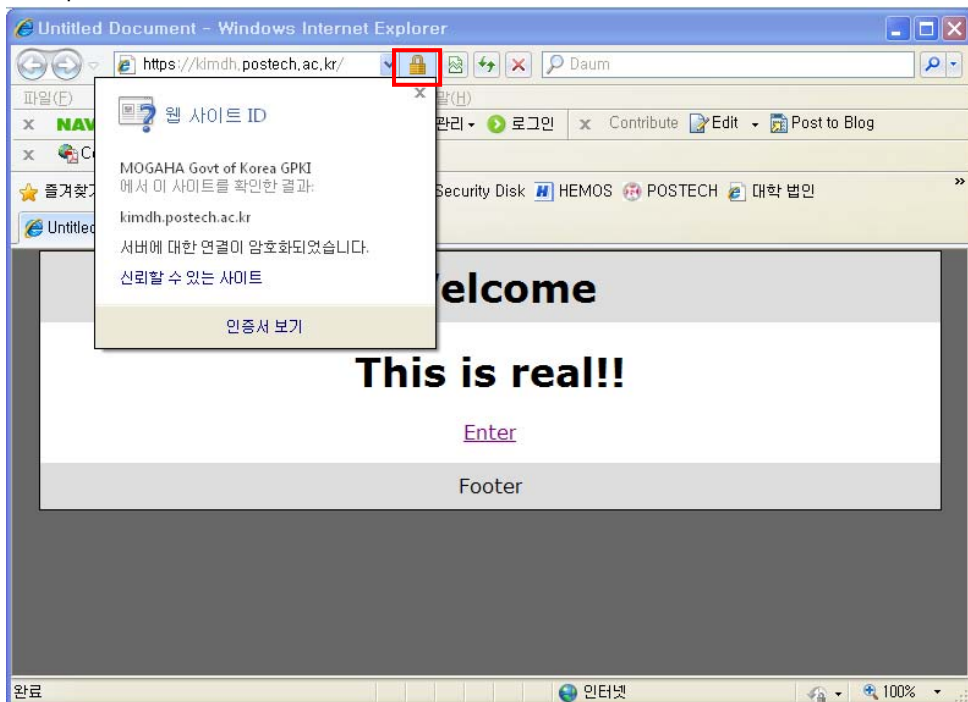 Untitled Document - Windows Internet Explorer
https://kimdh.postech.ac.kr/
Daum
파일(F)
말(H)
웹 사이트 ID
MOGAHA Govt of Korea GPKI
에서 이 사이트를 확인한 결과:
kimdh.postech.ac.kr
서버에 대한 연결이 암호화되었습니다.
신뢰할 수 있는 사이트
인증서 보기
x NAV
관리 로그인 x Contribute Edit Post to Blog
x Co
즐겨찾
Security Disk HEMOS POSTECH 대학 법인 »
Untitled
elcome
This is real!!
Enter
Footer
완료
인터넷
100%